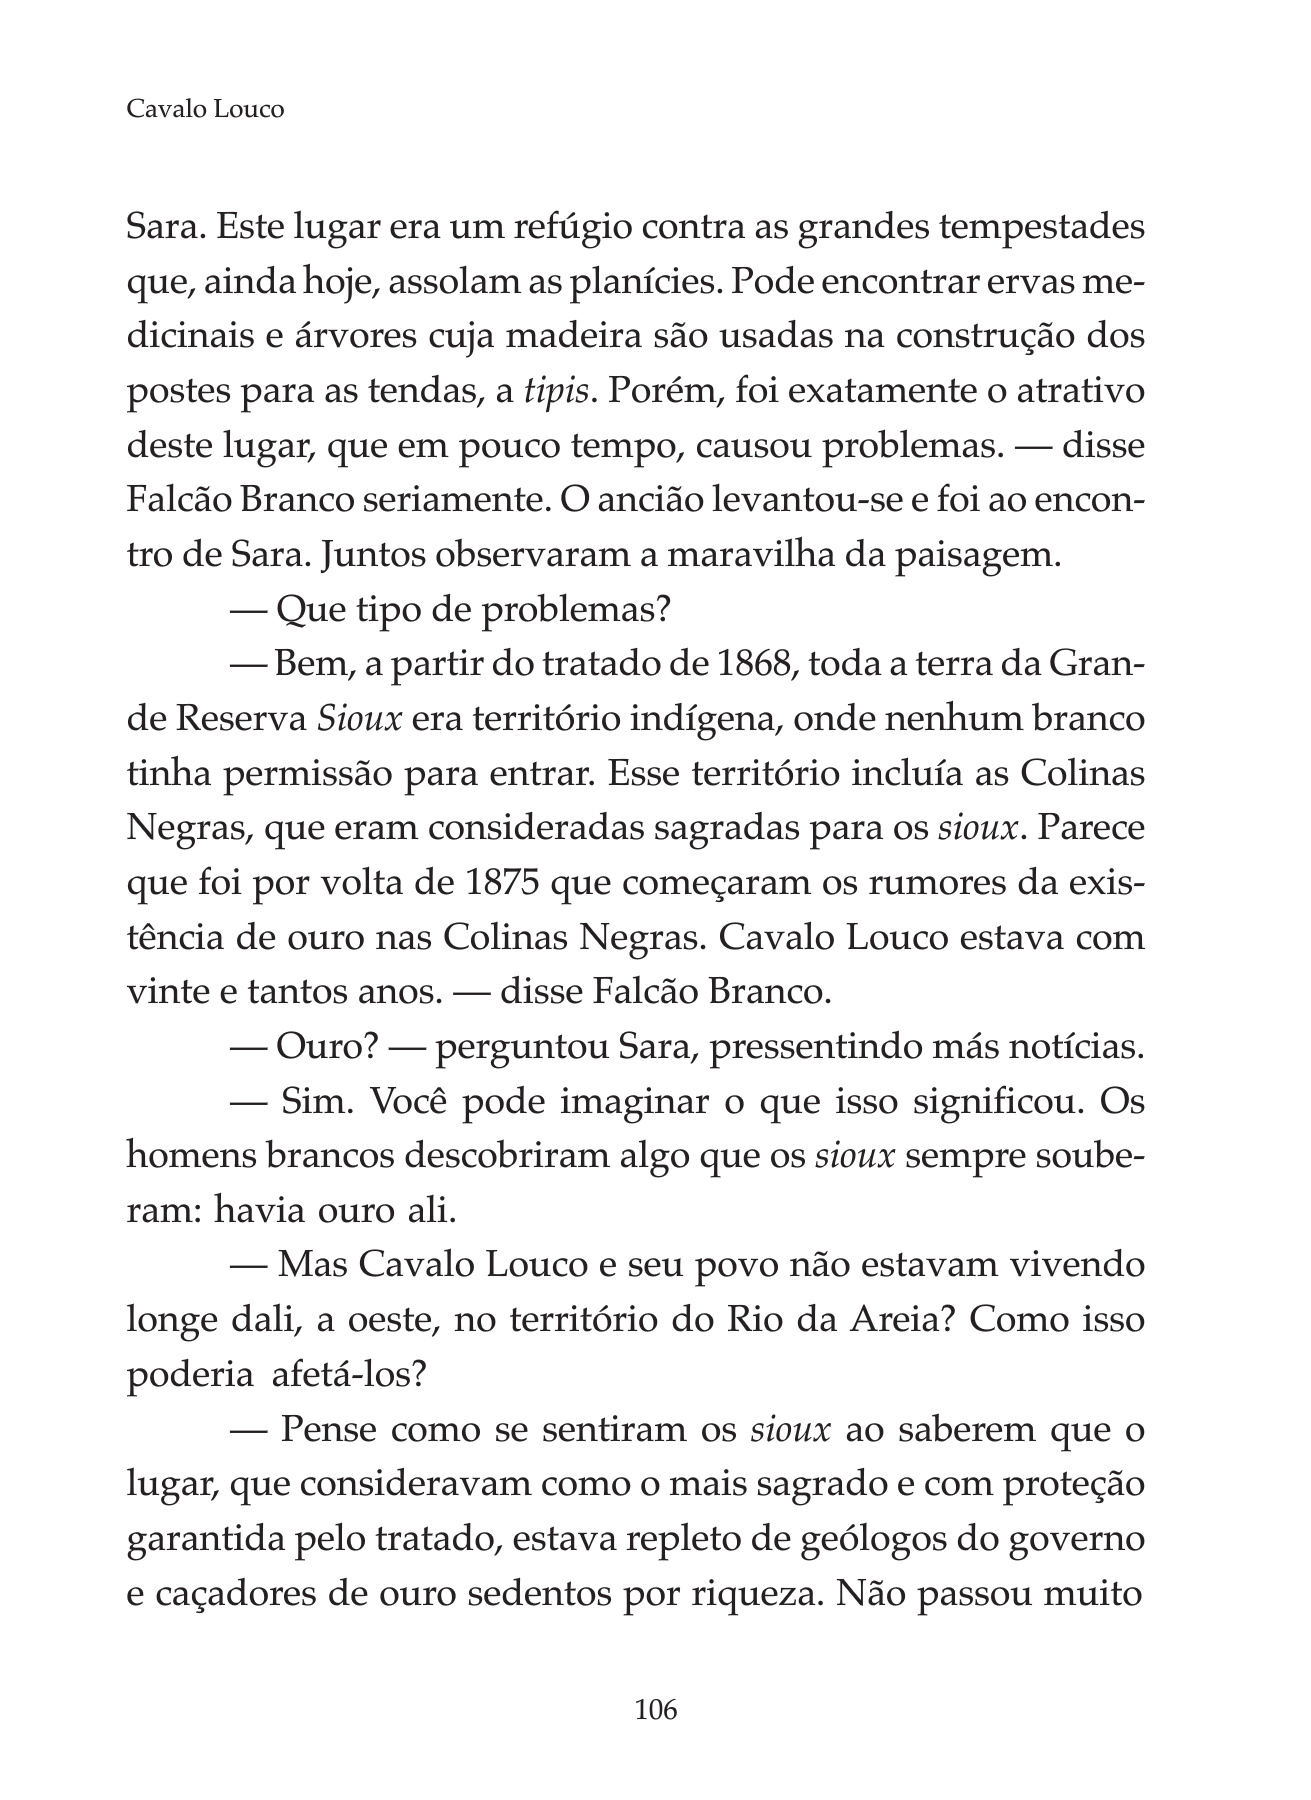 Cavalo Louco
Sara. Este lugar era um refúgio contra as grandes tempestades
que, ainda hoje, assolam as planícies. Pode encontrar ervas me-
dicinais e árvores cuja madeira são usadas na construção dos
postes para as tendas, a tipis. Porém, foi exatamente o atrativo
deste lugar, que em pouco tempo, causou problemas. — disse
Falcão Branco seriamente. O ancião levantou-se e foi ao encon-
tro de Sara. Juntos observaram a maravilha da paisagem.
— Que tipo de problemas?
— Bem, a partir do tratado de 1868, toda a terra da Gran-
de Reserva Sioux era território indígena, onde nenhum branco
tinha permissão para entrar. Esse território incluía as Colinas
Negras, que eram consideradas sagradas para os sioux. Parece
que foi por volta de 1875 que começaram os rumores da exis-
tência de ouro nas Colinas Negras. Cavalo Louco estava com
vinte e tantos anos. — disse Falcão Branco.
— Ouro? — perguntou Sara, pressentindo más notícias.
— Sim. Você pode imaginar o que isso significou. Os
homens brancos descobriram algo que os sioux sempre soube-
ram: havia ouro ali.
— Mas Cavalo Louco e seu povo não estavam vivendo
longe dali, a oeste, no território do Rio da Areia? Como isso
poderia afetá-los?
— Pense como se sentiram os sioux ao saberem que o
lugar, que consideravam como o mais sagrado e com proteção
garantida pelo tratado, estava repleto de geólogos do governo
e caçadores de ouro sedentos por riqueza. Não passou muito
106